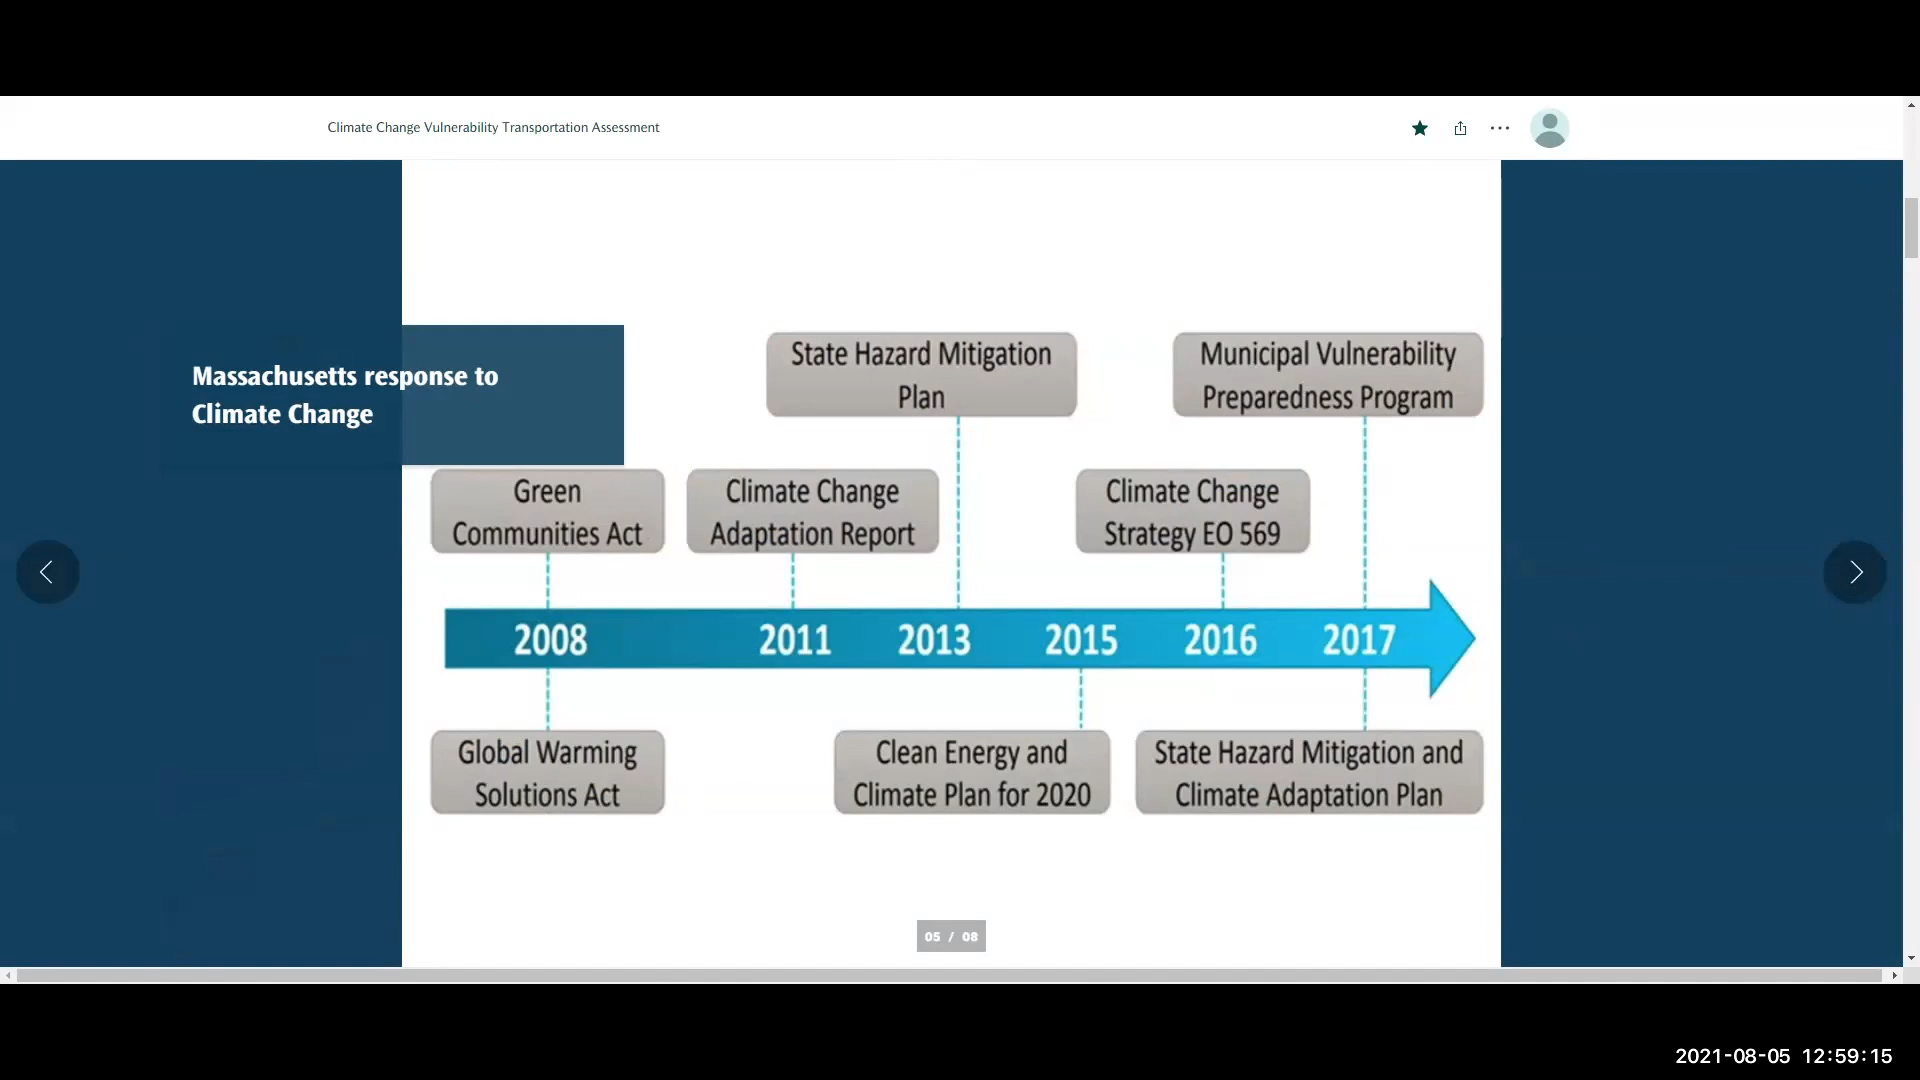 Climate Change Vulnerability Transportation Assessment
Massachusetts response to
Climate Change
State Hazard Mitigation
Plan
Municipal Vulnerability
Preparedness Program
Green
Communities Act
Climate Change
Adaptation Report
Climate Change
Strategy EO 569
2008
2011
2013
2015
2016
2017
Global Warming
Solutions Act
Clean Energy and
Climate Plan for 2020
State Hazard Mitigation and
Climate Adaptation Plan
05 / 08
2021-08-05 12:59:15